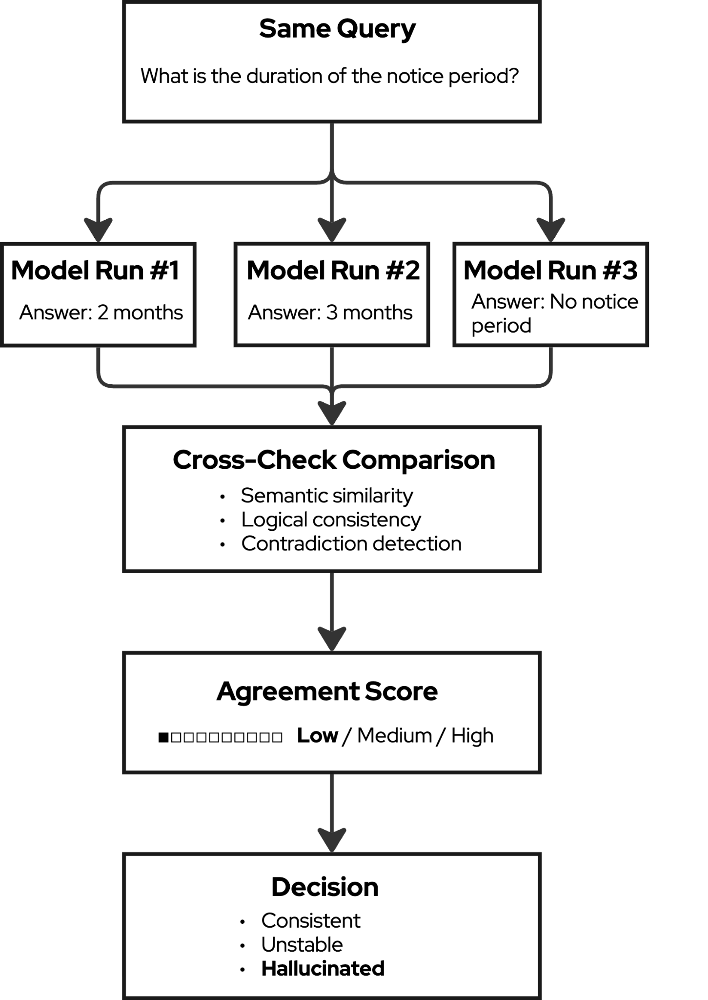 Same Query
What is the duration of the notice period?
Model Run #1
Answer: 2 months
Model Run #2
Answer: 3 months
Model Run #3
Answer: No notice
period
Cross-Check Comparison
• Semantic similarity
• Logical consistency
• Contradiction detection
Agreement Score
■□□□□□□□□□ Low / Medium / High
Decision
• Consistent
• Unstable
• Hallucinated